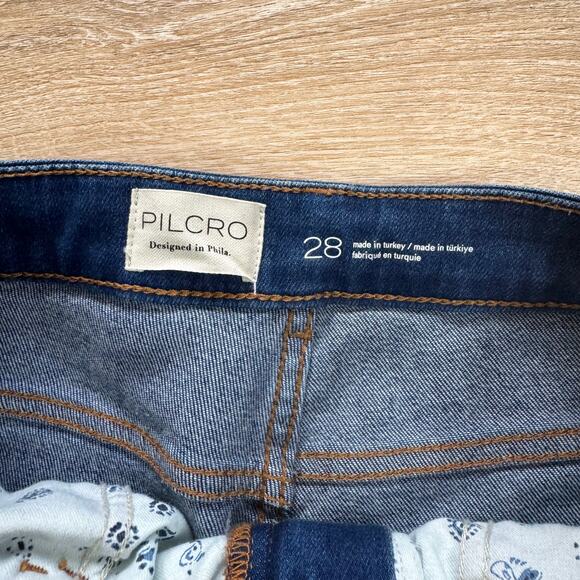 PILCRO
Designed in Phila.
28
made in turkey / made in türkiye
fabriqué en turquie